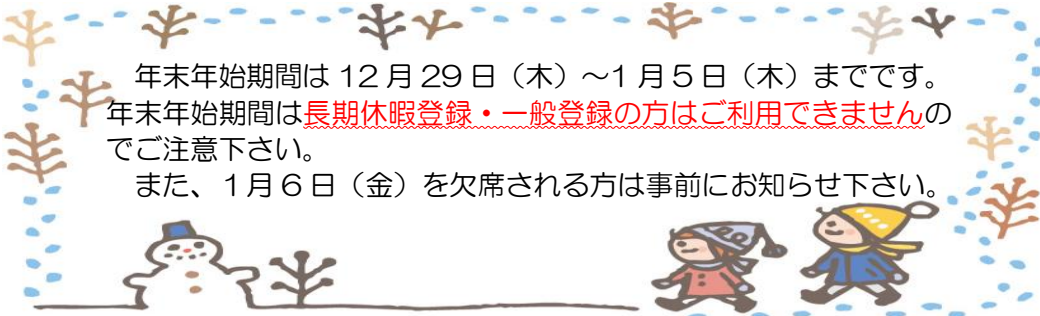 年末年始期間は 12 月 29 日（木）～1 月 5 日（木）までです。
年末年始期間は長期休暇登録・一般登録の方はご利用できませんの
でご注意下さい。
また、1 月 6 日（金）を欠席される方は事前にお知らせ下さい。